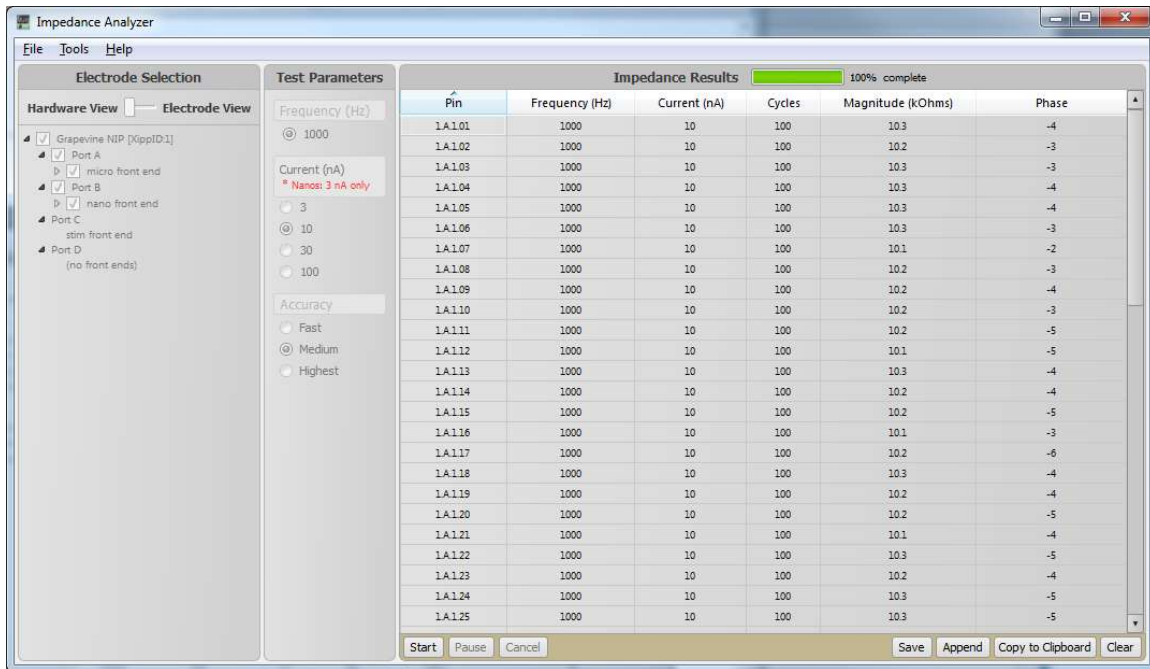 Impedance Analyzer
File Tools Help
Electrode Selection
Hardware View Electrode View
Grapevine NIP [XippID:1]
Port A
micro front end
Port B
nano front end
Port C
stim front end
Port D
(no front ends)
Test Parameters
Frequency (Hz)
1000
Current (nA)
* Nanos: 3 nA only
3
10
30
100
Accuracy
Fast
Medium
Highest
Impedance Results 100% complete
Pin Frequency (Hz) Current (nA) Cycles Magnitude (kOhms) Phase
1.A.1.01 1000 10 100 10.3 -4
1.A.1.02 1000 10 100 10.2 -3
1.A.1.03 1000 10 100 10.3 -3
1.A.1.04 1000 10 100 10.3 -4
1.A.1.05 1000 10 100 10.3 -4
1.A.1.06 1000 10 100 10.3 -3
1.A.1.07 1000 10 100 10.1 -2
1.A.1.08 1000 10 100 10.2 -3
1.A.1.09 1000 10 100 10.2 -4
1.A.1.10 1000 10 100 10.2 -3
1.A.1.11 1000 10 100 10.2 -5
1.A.1.12 1000 10 100 10.1 -5
1.A.1.13 1000 10 100 10.3 -4
1.A.1.14 1000 10 100 10.2 -4
1.A.1.15 1000 10 100 10.2 -5
1.A.1.16 1000 10 100 10.1 -3
1.A.1.17 1000 10 100 10.2 -6
1.A.1.18 1000 10 100 10.3 -4
1.A.1.19 1000 10 100 10.2 -4
1.A.1.20 1000 10 100 10.2 -5
1.A.1.21 1000 10 100 10.1 -4
1.A.1.22 1000 10 100 10.3 -5
1.A.1.23 1000 10 100 10.2 -4
1.A.1.24 1000 10 100 10.3 -5
1.A.1.25 1000 10 100 10.3 -5
Start Pause Cancel Save Append Copy to Clipboard Clear